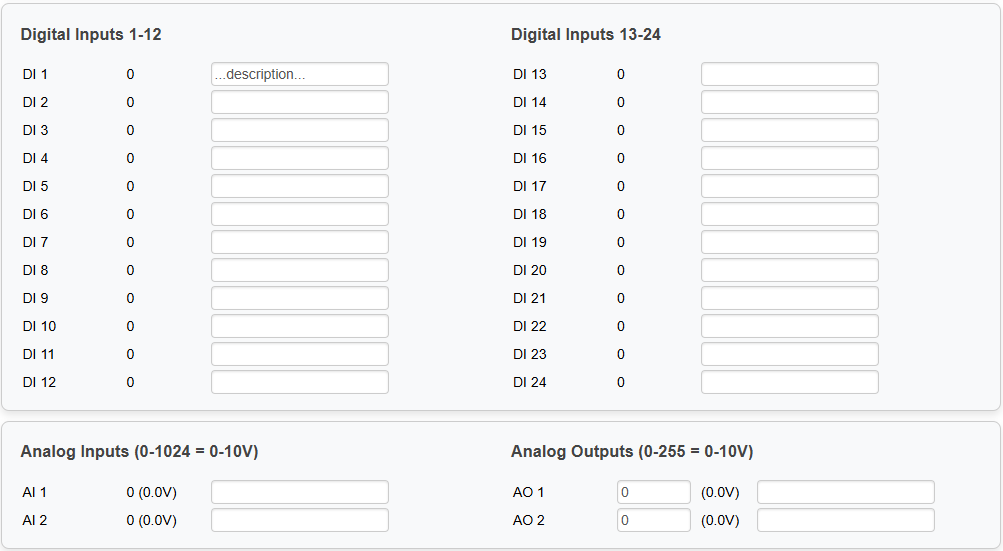 Digital Inputs 1-12
DI 1 0 ...description...
DI 2 0
DI 3 0
DI 4 0
DI 5 0
DI 6 0
DI 7 0
DI 8 0
DI 9 0
DI 10 0
DI 11 0
DI 12 0
Digital Inputs 13-24
DI 13 0
DI 14 0
DI 15 0
DI 16 0
DI 17 0
DI 18 0
DI 19 0
DI 20 0
DI 21 0
DI 22 0
DI 23 0
DI 24 0
Analog Inputs (0-1024 = 0-10V)
AI 1 0 (0.0V)
AI 2 0 (0.0V)
Analog Outputs (0-255 = 0-10V)
AO 1 0 (0.0V)
AO 2 0 (0.0V)